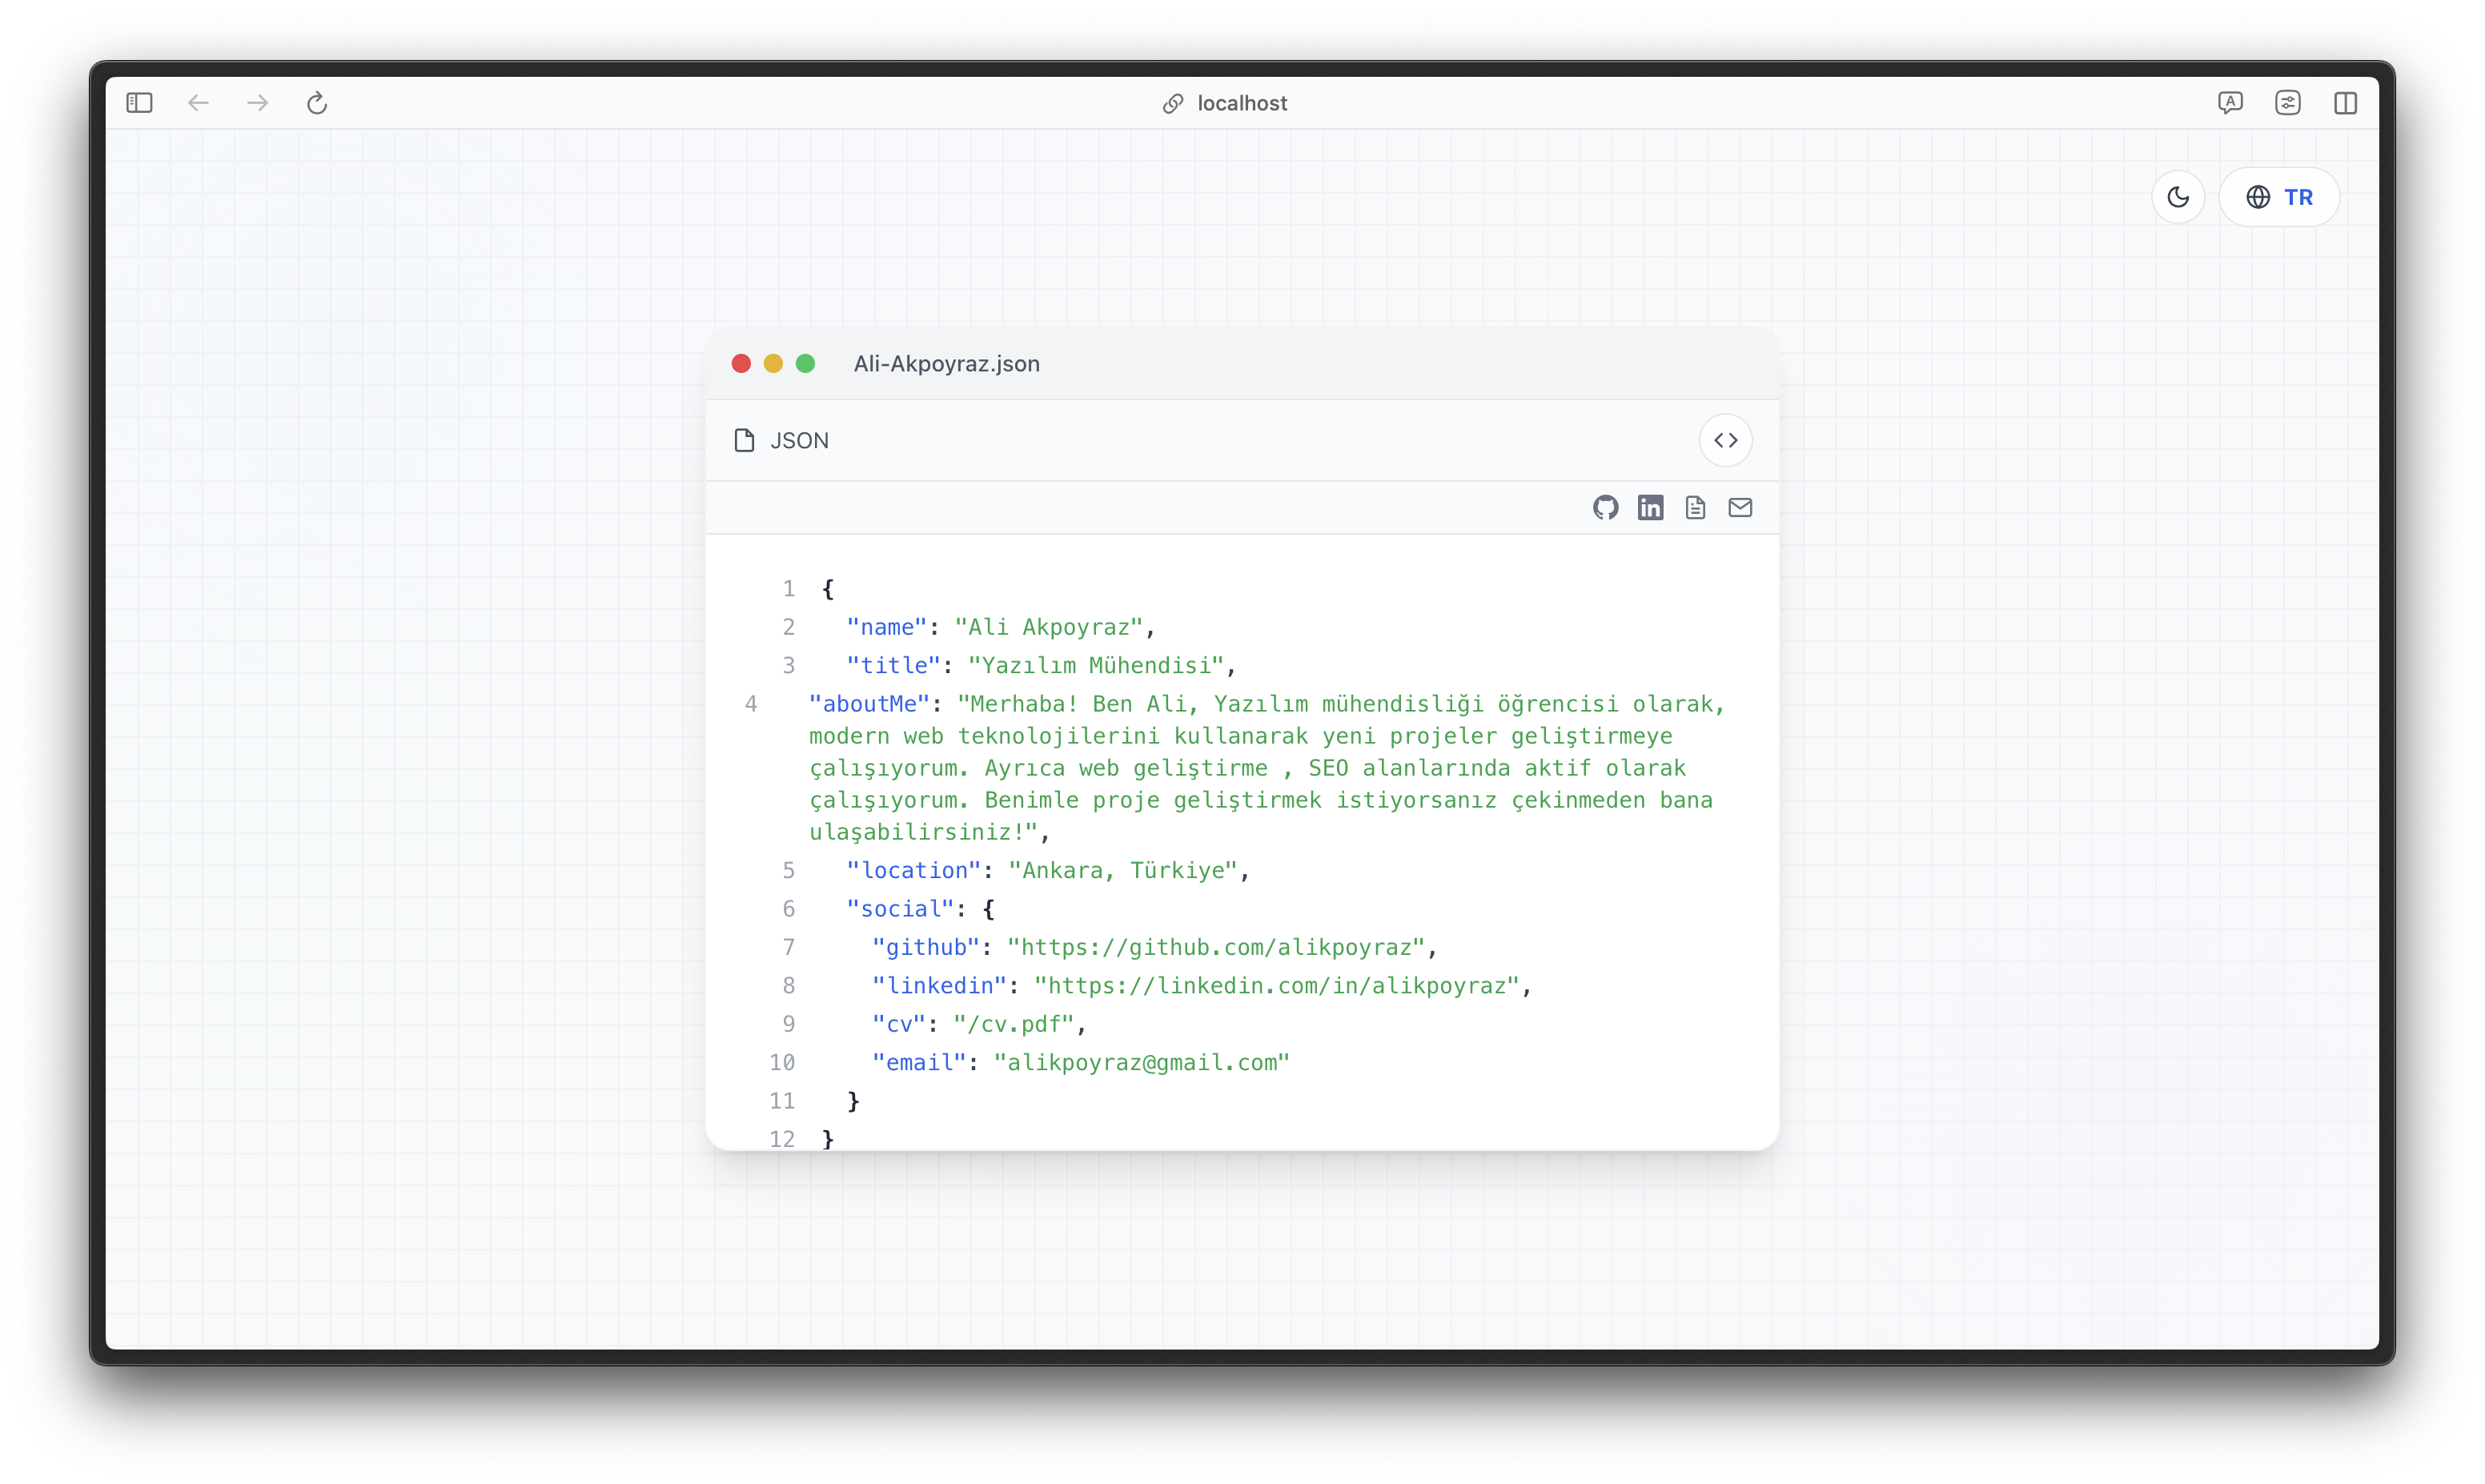 localhost
TR
Ali-Akpoyraz.json
JSON
1 {
2 "name": "Ali Akpoyraz",
3 "title": "Yazılım Mühendisi",
4 "aboutMe": "Merhaba! Ben Ali, Yazılım mühendisliği öğrencisi olarak,
modern web teknolojilerini kullanarak yeni projeler geliştirmeye
çalışıyorum. Ayrıca web geliştirme , SEO alanlarında aktif olarak
çalışıyorum. Benimle proje geliştirmek istiyorsanız çekinmeden bana
ulaşabilirsiniz!",
5 "location": "Ankara, Türkiye",
6 "social": {
7 "github": "https://github.com/alikpoyraz",
8 "linkedin": "https://linkedin.com/in/alikpoyraz",
9 "cv": "/cv.pdf",
10 "email": "alikpoyraz@gmail.com"
11 }
12 }